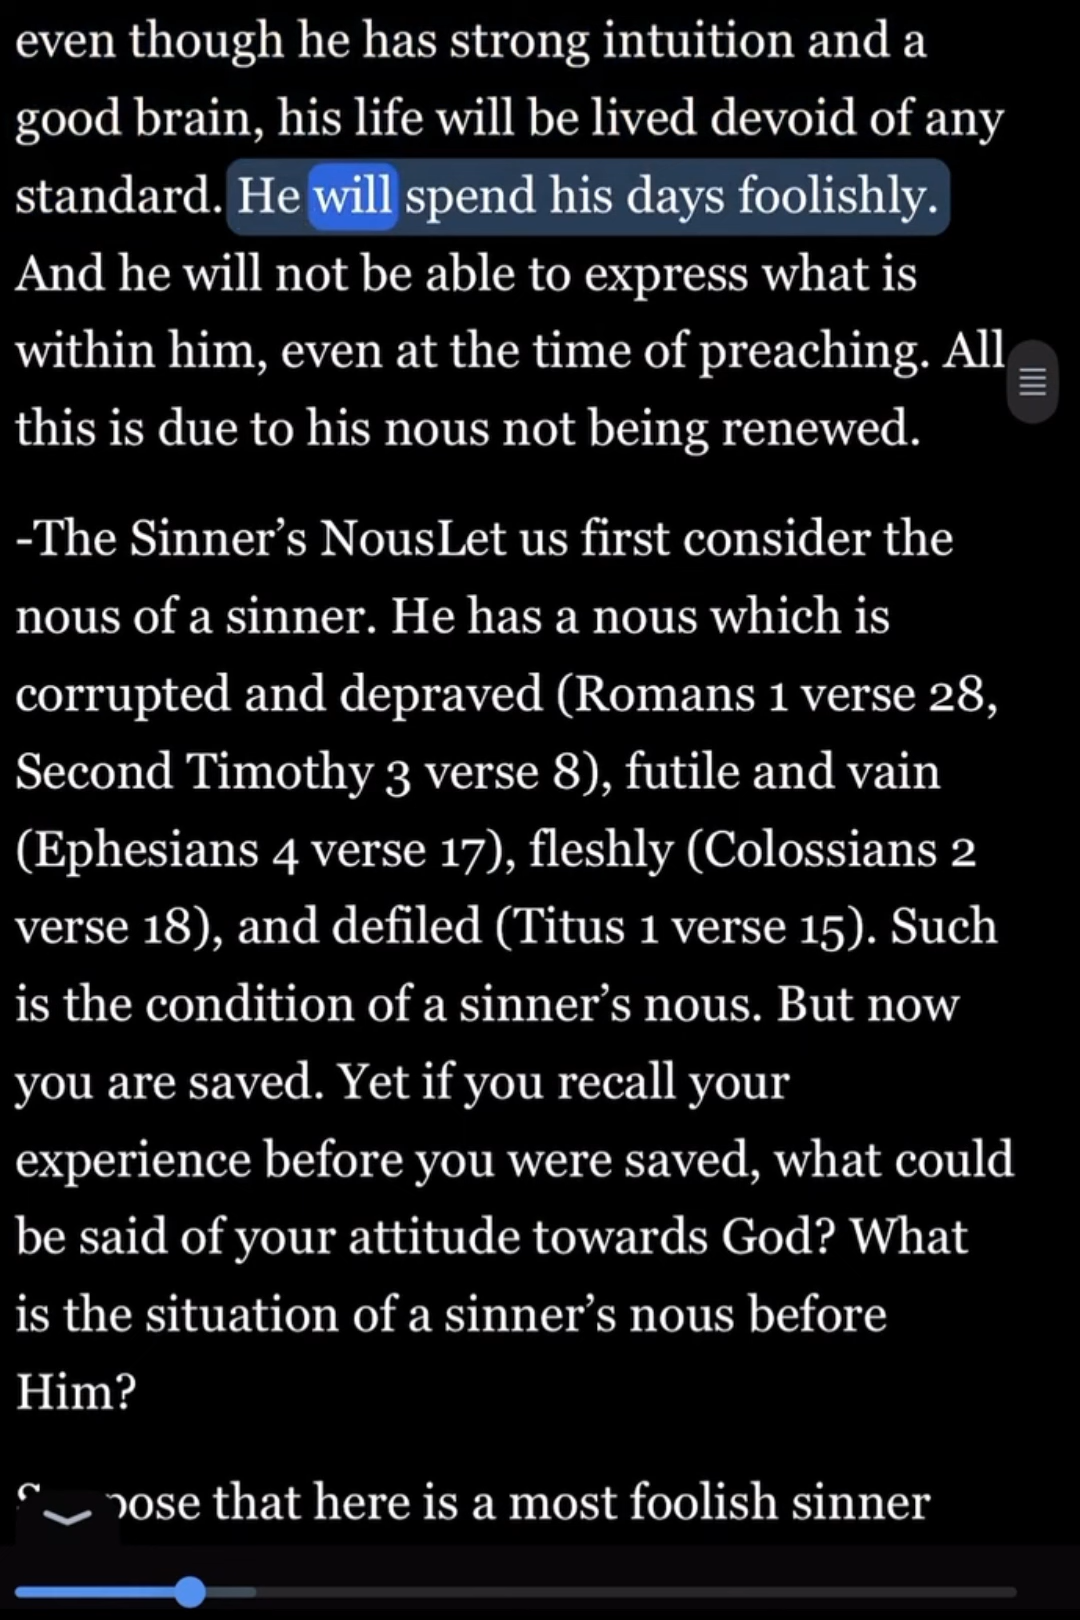 even though he has strong intuition and a
good brain, his life will be lived devoid of any
standard. He will spend his days foolishly.
And he will not be able to express what is
within him, even at the time of preaching. All
this is due to his nous not being renewed.
-The Sinner’s NousLet us first consider the
nous of a sinner. He has a nous which is
corrupted and depraved (Romans 1 verse 28,
Second Timothy 3 verse 8), futile and vain
(Ephesians 4 verse 17), fleshly (Colossians 2
verse 18), and defiled (Titus 1 verse 15). Such
is the condition of a sinner’s nous. But now
you are saved. Yet if you recall your
experience before you were saved, what could
be said of your attitude towards God? What
is the situation of a sinner’s nous before
Him?
that here is a most foolish sinner